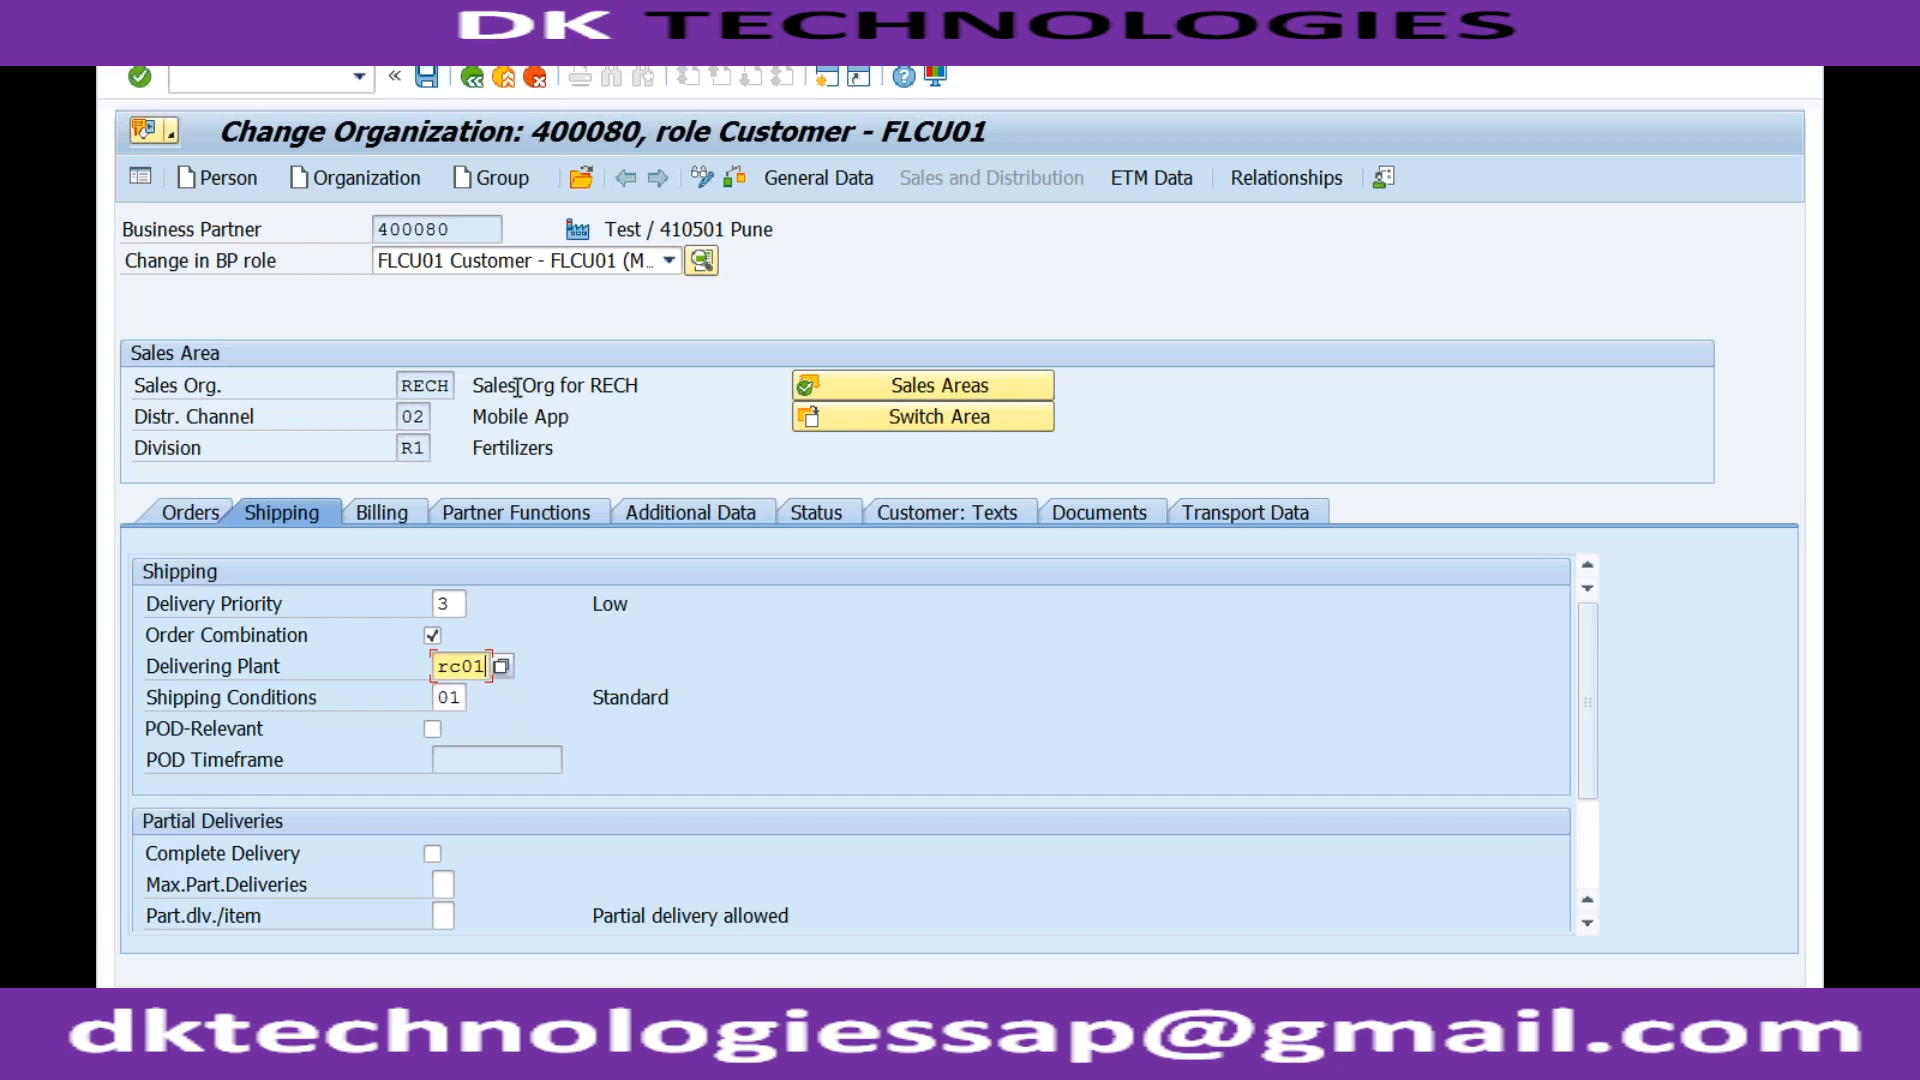 DK TECHNOLOGIES
Change Organization: 400080, role Customer - FLCU01
Person Organization Group General Data Sales and Distribution ETM Data Relationships
Business Partner 400080 Test / 410501 Pune
Change in BP role FLCU01 Customer - FLCU01 (M...
Sales Area
Sales Org. RECH Sales Org for RECH Sales Areas
Distr. Channel 02 Mobile App Switch Area
Division R1 Fertilizers
Orders Shipping Billing Partner Functions Additional Data Status Customer: Texts Documents Transport Data
Shipping
Delivery Priority 3 Low
Order Combination
Delivering Plant rc01
Shipping Conditions 01 Standard
POD-Relevant
POD Timeframe
Partial Deliveries
Complete Delivery
Max.Part.Deliveries
Part.dlv./item Partial delivery allowed
dktechnologiessap@gmail.com